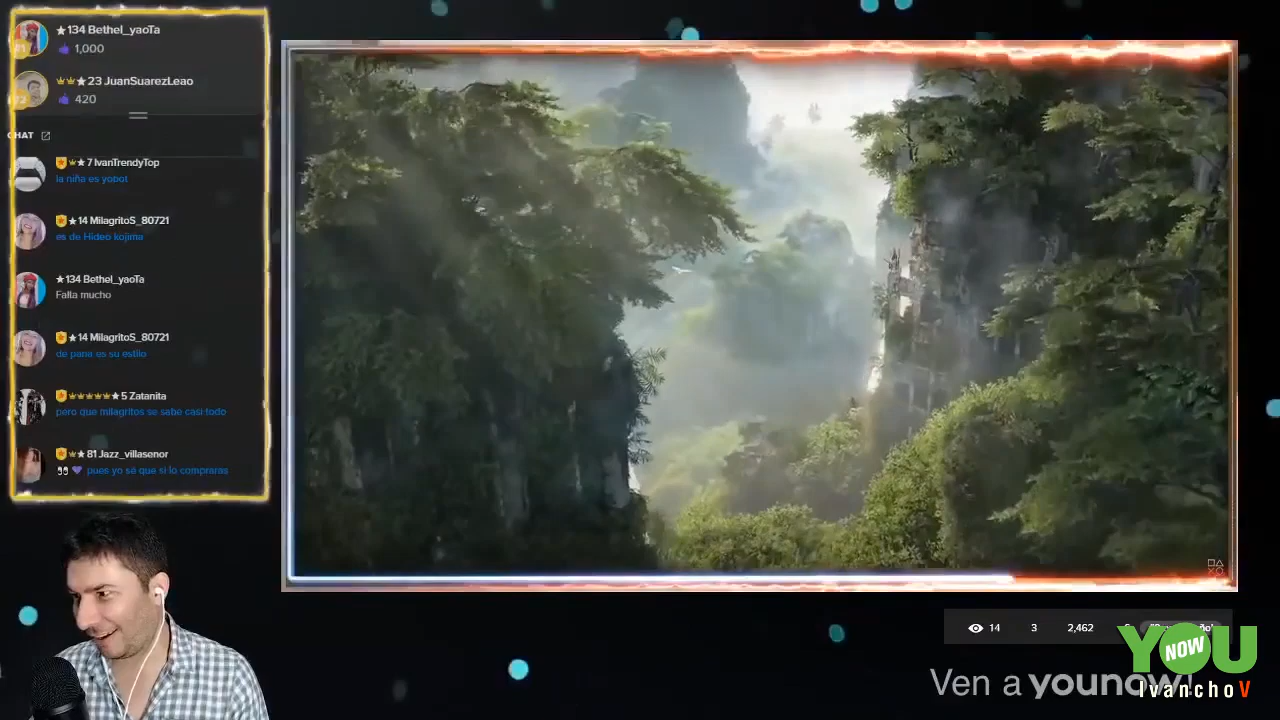 134 Bethel_yaoTa
1,000
23 JuanSuarezLeao
420
CHAT
7 IvanTrendyTop
la niña es yobot
14 MilagritoS_80721
es de Hideo kojima
134 Bethel_yaoTa
Falta mucho
14 MilagritoS_80721
de pana es su estilo
5 Zatanita
pero que milagritos se sabe casi todo
81 Jazz_villasenor
pues yo sé que si lo compraras
14 3 2,462
YOU
NOW
Ven a younow!
IvanchoV